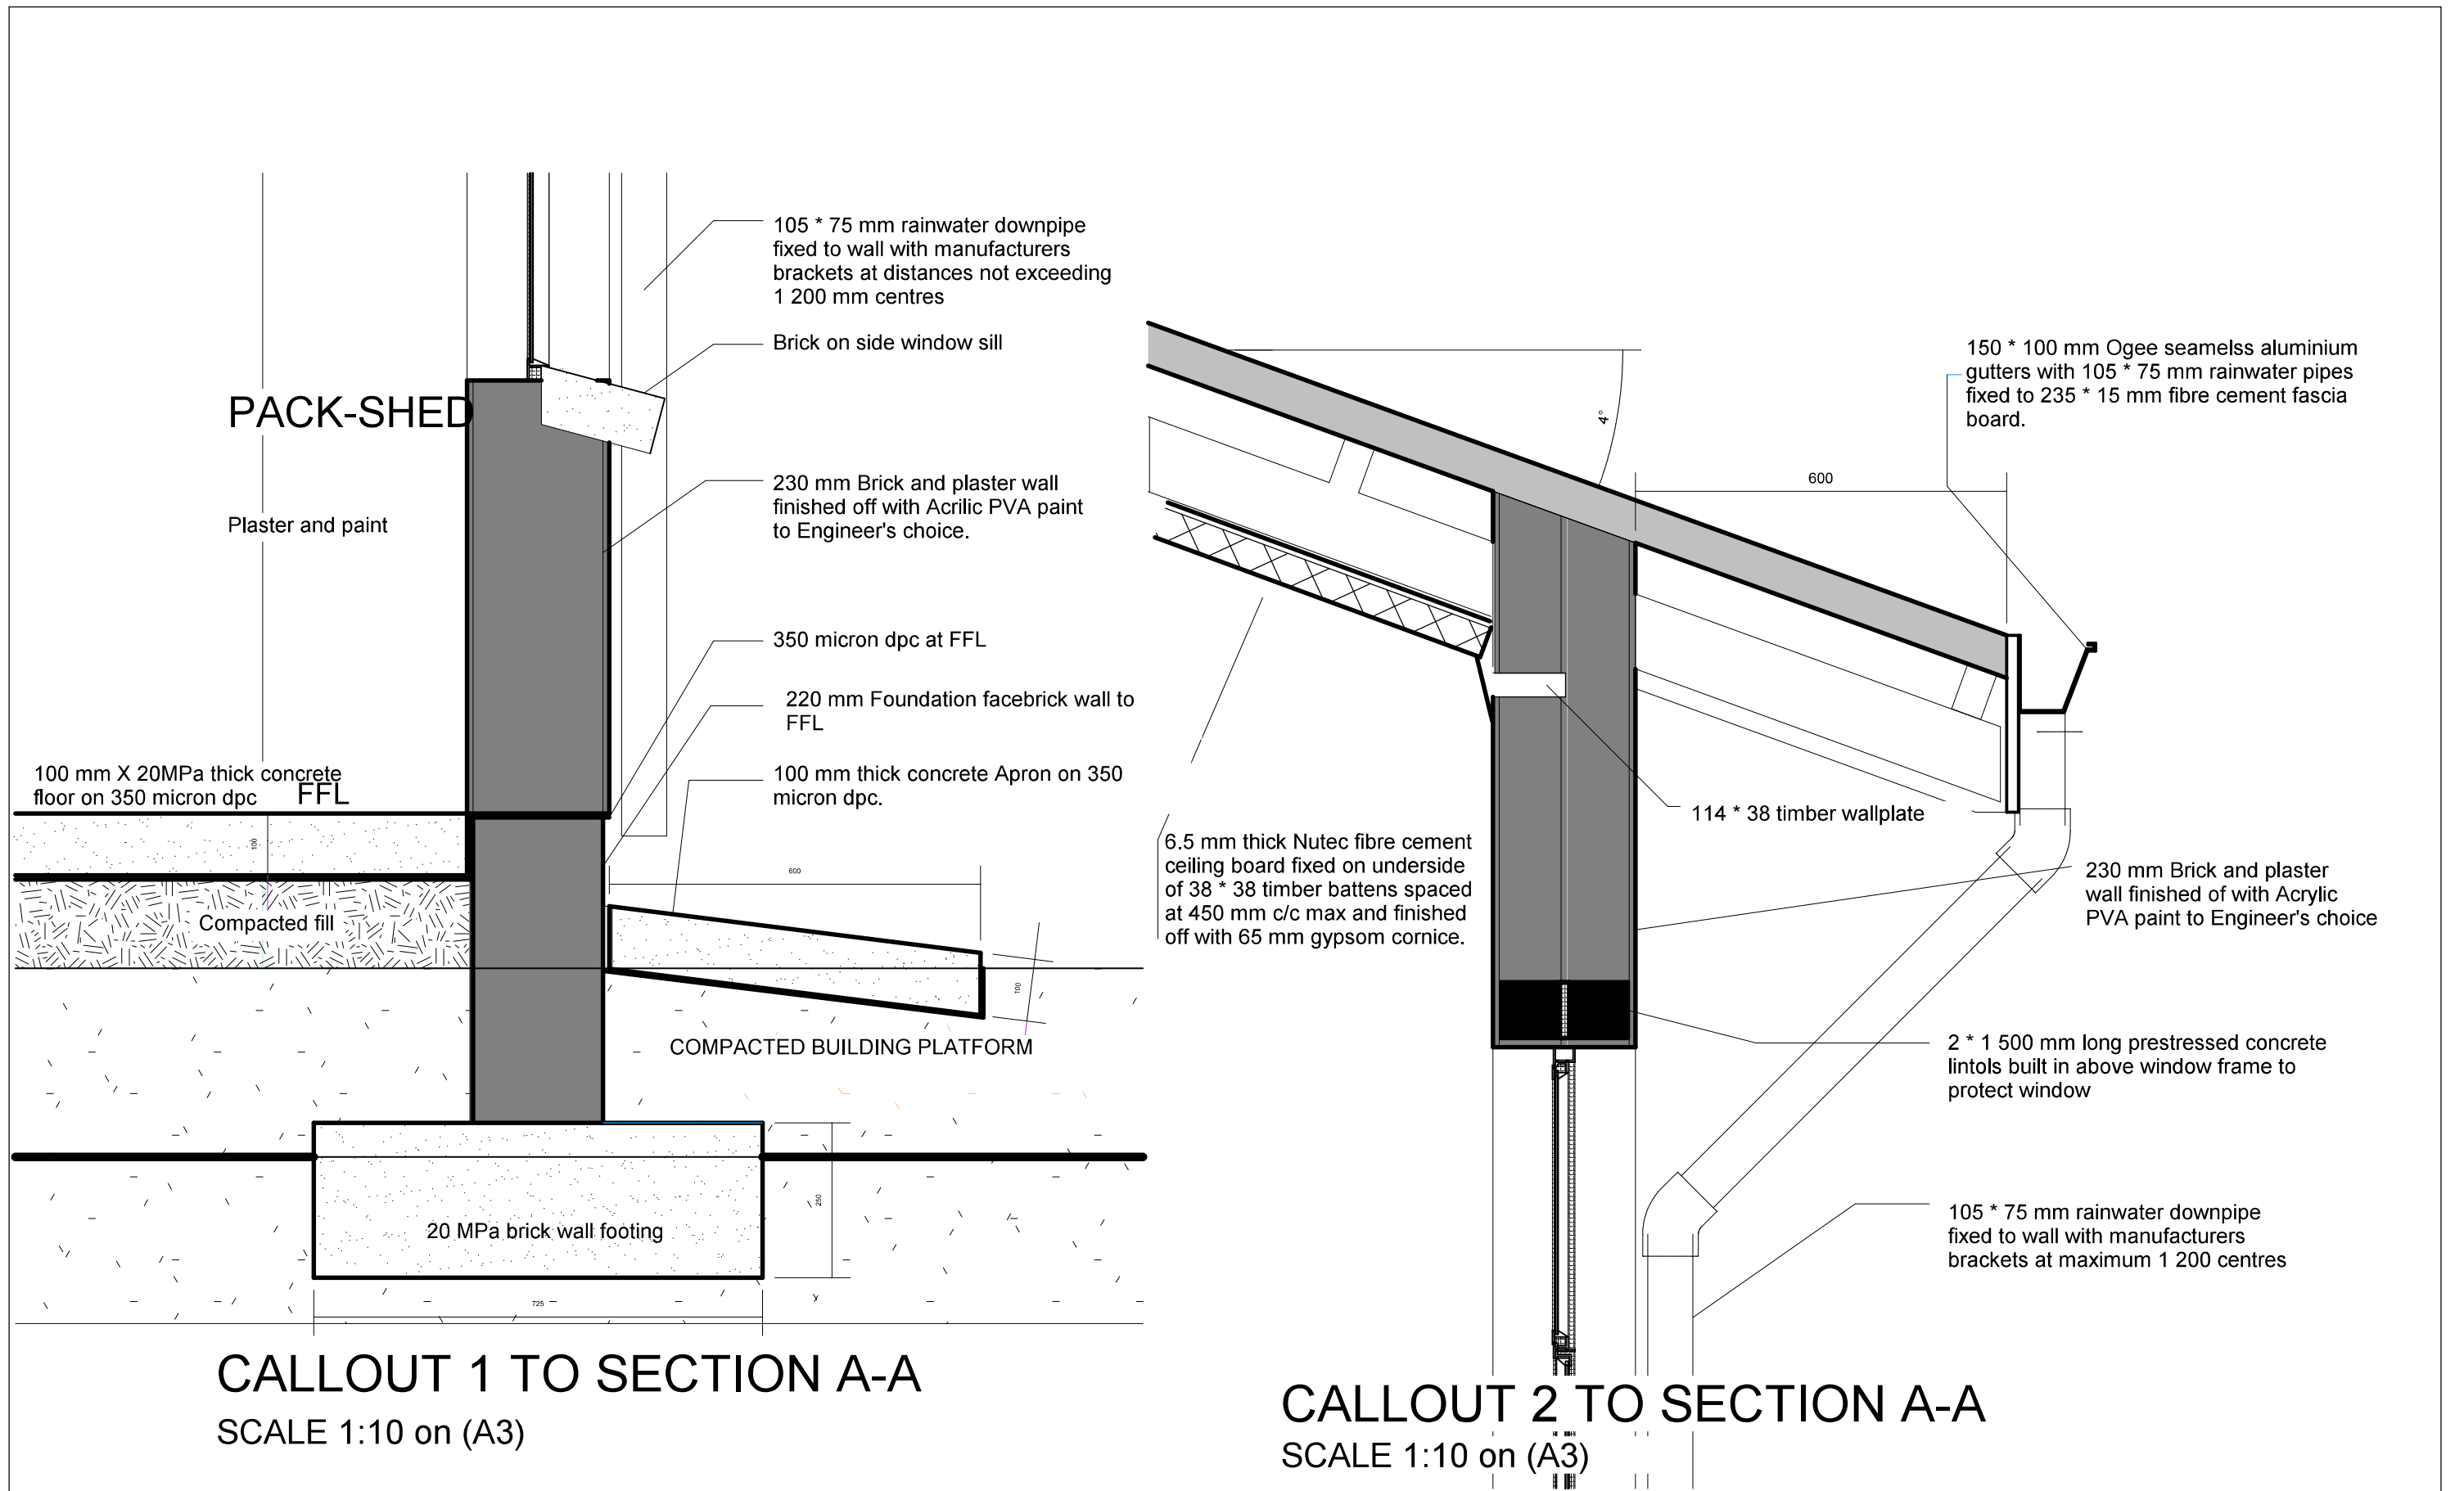 105 * 75 mm rainwater downpipe
fixed to wall with manufacturers
brackets at distances not exceeding
1 200 mm centres
Brick on side window sill
PACK-SHED
230 mm Brick and plaster wall
finished off with Acrilic PVA paint
to Engineer's choice.
Plaster and paint
350 micron dpc at FFL
220 mm Foundation facebrick wall to
FFL
100 mm X 20MPa thick concrete
floor on 350 micron dpc
FFL
100 mm thick concrete Apron on 350
micron dpc.
100
600
Compacted fill
100
COMPACTED BUILDING PLATFORM
250
20 MPa brick wall footing
725
y
CALLOUT 1 TO SECTION A-A
SCALE 1:10 on (A3)
150 * 100 mm Ogee seamelss aluminium
gutters with 105 * 75 mm rainwater pipes
fixed to 235 * 15 mm fibre cement fascia
board.
4°
600
114 * 38 timber wallplate
6.5 mm thick Nutec fibre cement
ceiling board fixed on underside
of 38 * 38 timber battens spaced
at 450 mm c/c max and finished
off with 65 mm gypsom cornice.
230 mm Brick and plaster
wall finished of with Acrylic
PVA paint to Engineer's choice
2 * 1 500 mm long prestressed concrete
lintols built in above window frame to
protect window
105 * 75 mm rainwater downpipe
fixed to wall with manufacturers
brackets at maximum 1 200 centres
CALLOUT 2 TO SECTION A-A
SCALE 1:10 on (A3)